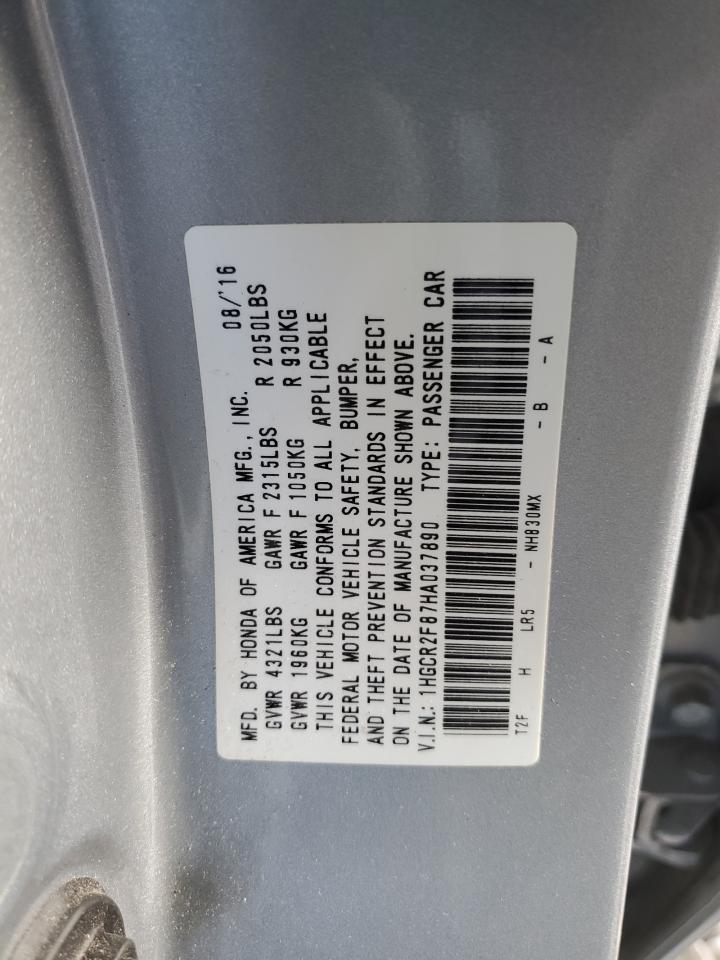 MFD. BY HONDA OF AMERICA MFG., INC. 08/'16
GVWR 4321LBS GAWR F 2315LBS R 2050LBS
GVWR 1960KG GAWR F 1050KG R 930KG
THIS VEHICLE CONFORMS TO ALL APPLICABLE
FEDERAL MOTOR VEHICLE SAFETY, BUMPER,
AND THEFT PREVENTION STANDARDS IN EFFECT
ON THE DATE OF MANUFACTURE SHOWN ABOVE.
V.I.N.: 1HGCR2F87HA037890 TYPE: PASSENGER CAR
T2F H LR5 - NH830MX - B - A